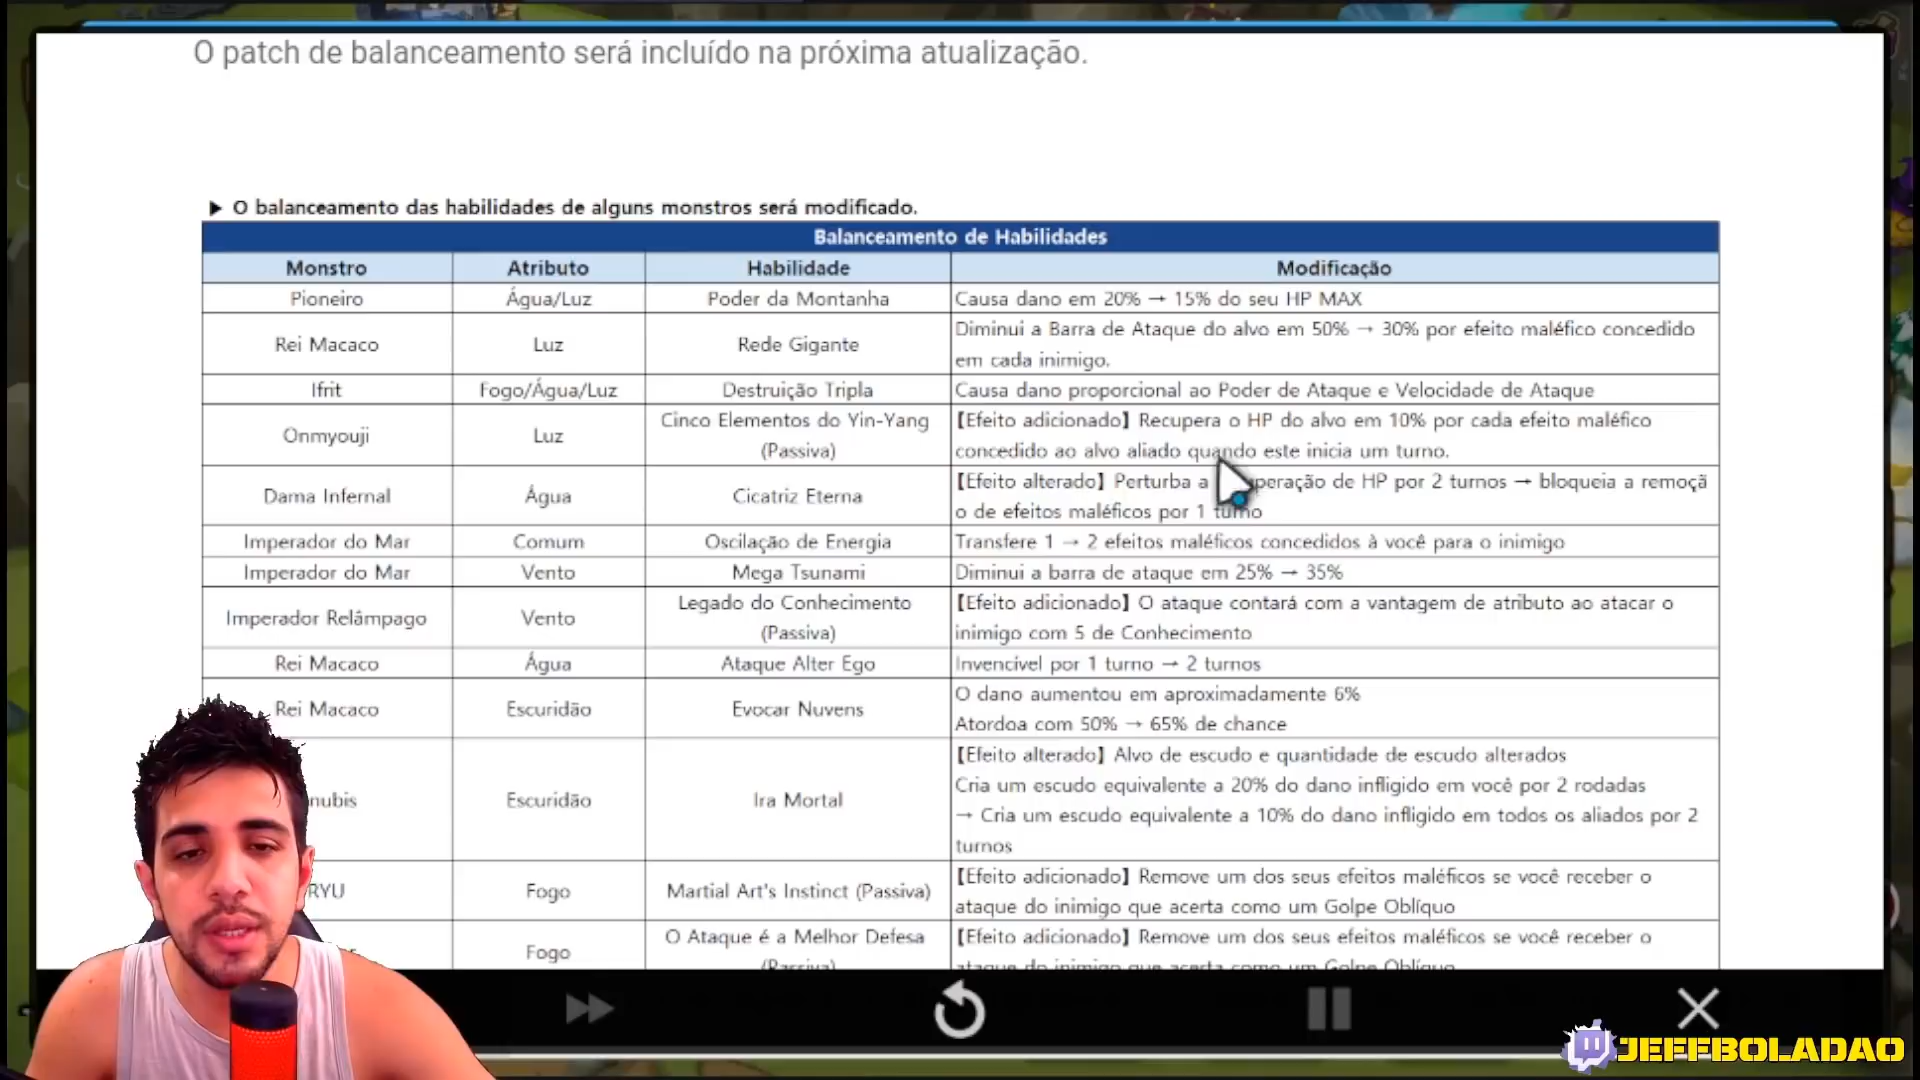 O patch de balanceamento será incluído na próxima atualização.
▶ O balanceamento das habilidades de alguns monstros será modificado.
Balanceamento de Habilidades
Monstro Atributo Habilidade Modificação
Pioneiro Água/Luz Poder da Montanha Causa dano em 20% → 15% do seu HP MAX
Rei Macaco Luz Rede Gigante Diminui a Barra de Ataque do alvo em 50% → 30% por efeito maléfico concedido
em cada inimigo.
Ifrit Fogo/Água/Luz Destruição Tripla Causa dano proporcional ao Poder de Ataque e Velocidade de Ataque
Onmyouji Luz Cinco Elementos do Yin-Yang
(Passiva)
【Efeito adicionado】 Recupera o HP do alvo em 10% por cada efeito maléfico
concedido ao alvo aliado quando este inicia um turno.
Dama Infernal Água Cicatriz Eterna 【Efeito alterado】 Perturba a peração de HP por 2 turnos → bloqueia a remoçã
o de efeitos maléficos por 1 turno
Imperador do Mar Comum Oscilação de Energia Transfere 1 → 2 efeitos maléficos concedidos à você para o inimigo
Imperador do Mar Vento Mega Tsunami Diminui a barra de ataque em 25% → 35%
Imperador Relâmpago Vento Legado do Conhecimento
(Passiva)
【Efeito adicionado】 O ataque contará com a vantagem de atributo ao atacar o
inimigo com 5 de Conhecimento
Rei Macaco Água Ataque Alter Ego Invencível por 1 turno → 2 turnos
Rei Macaco Escuridão Evocar Nuvens O dano aumentou em aproximadamente 6%
Atordoa com 50% → 65% de chance
nubis Escuridão Ira Mortal 【Efeito alterado】 Alvo de escudo e quantidade de escudo alterados
Cria um escudo equivalente a 20% do dano infligido em você por 2 rodadas
→ Cria um escudo equivalente a 10% do dano infligido em todos os aliados por 2
turnos
RYU Fogo Martial Art's Instinct (Passiva) 【Efeito adicionado】 Remove um dos seus efeitos maléficos se você receber o
ataque do inimigo que acerta como um Golpe Oblíquo
Fogo O Ataque é a Melhor Defesa
(Passiva)
【Efeito adicionado】 Remove um dos seus efeitos maléficos se você receber o
ataque do inimigo que acerta como um Golpe Oblíquo
JEFFBOLADAO